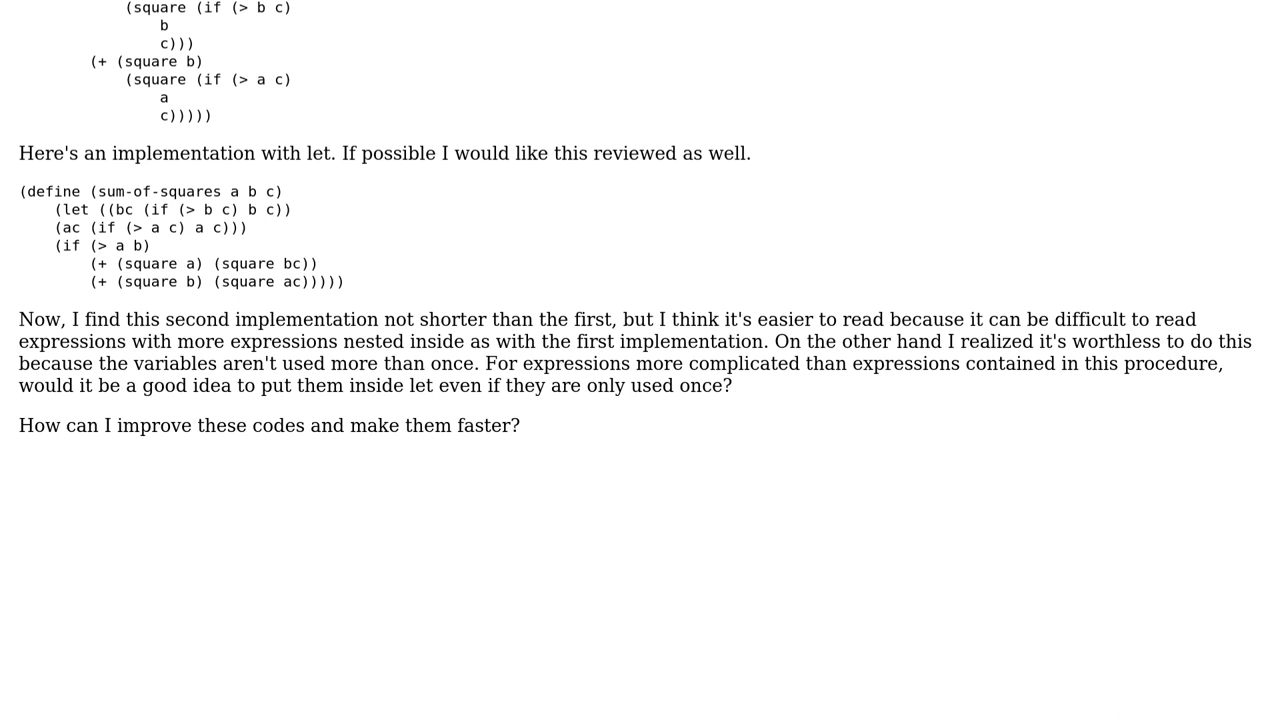 (square (if (> b c)
b
c)))
(+ (square b)
(square (if (> a c)
a
c)))))
Here's an implementation with let. If possible I would like this reviewed as well.
(define (sum-of-squares a b c)
(let ((bc (if (> b c) b c))
(ac (if (> a c) a c)))
(if (> a b)
(+ (square a) (square bc))
(+ (square b) (square ac)))))
Now, I find this second implementation not shorter than the first, but I think it's easier to read because it can be difficult to read
expressions with more expressions nested inside as with the first implementation. On the other hand I realized it's worthless to do this
because the variables aren't used more than once. For expressions more complicated than expressions contained in this procedure,
would it be a good idea to put them inside let even if they are only used once?
How can I improve these codes and make them faster?